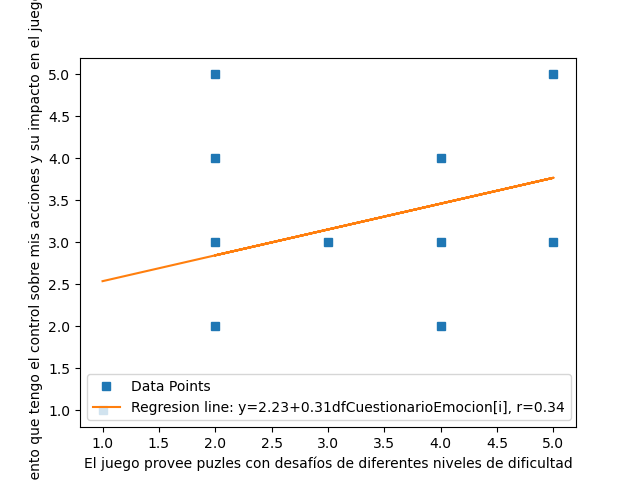 ento que tengo el control sobre mis acciones y su impacto en el juego
5.0
4.5
4.0
3.5
3.0
2.5
2.0
1.5
1.0
Data Points
Regresion line: y=2.23+0.31dfCuestionarioEmocion[i], r=0.34
1.0 1.5 2.0 2.5 3.0 3.5 4.0 4.5 5.0
El juego provee puzles con desafíos de diferentes niveles de dificultad